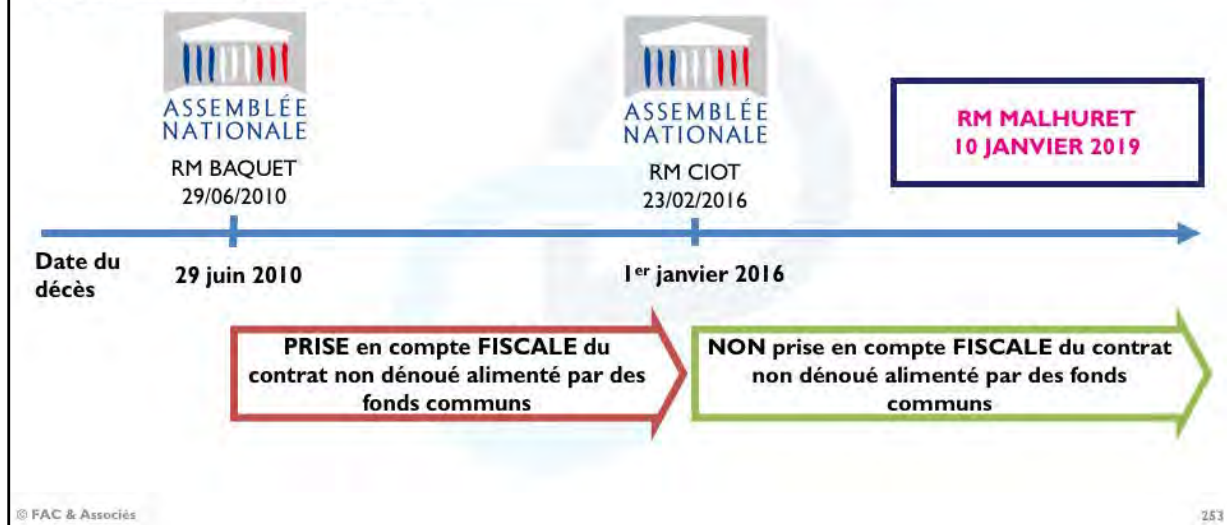 ASSEMBLÉE
NATIONALE
RM BAQUET
29/06/2010
ASSEMBLÉE
NATIONALE
RM CIOT
23/02/2016
RM MALHURET
10 JANVIER 2019
Date du
décès
29 juin 2010
1er janvier 2016
PRISE en compte FISCALE du
contrat non dénoué alimenté par des
fonds communs
NON prise en compte FISCALE du contrat
non dénoué alimenté par des fonds
communs
© FAC & Associés
253